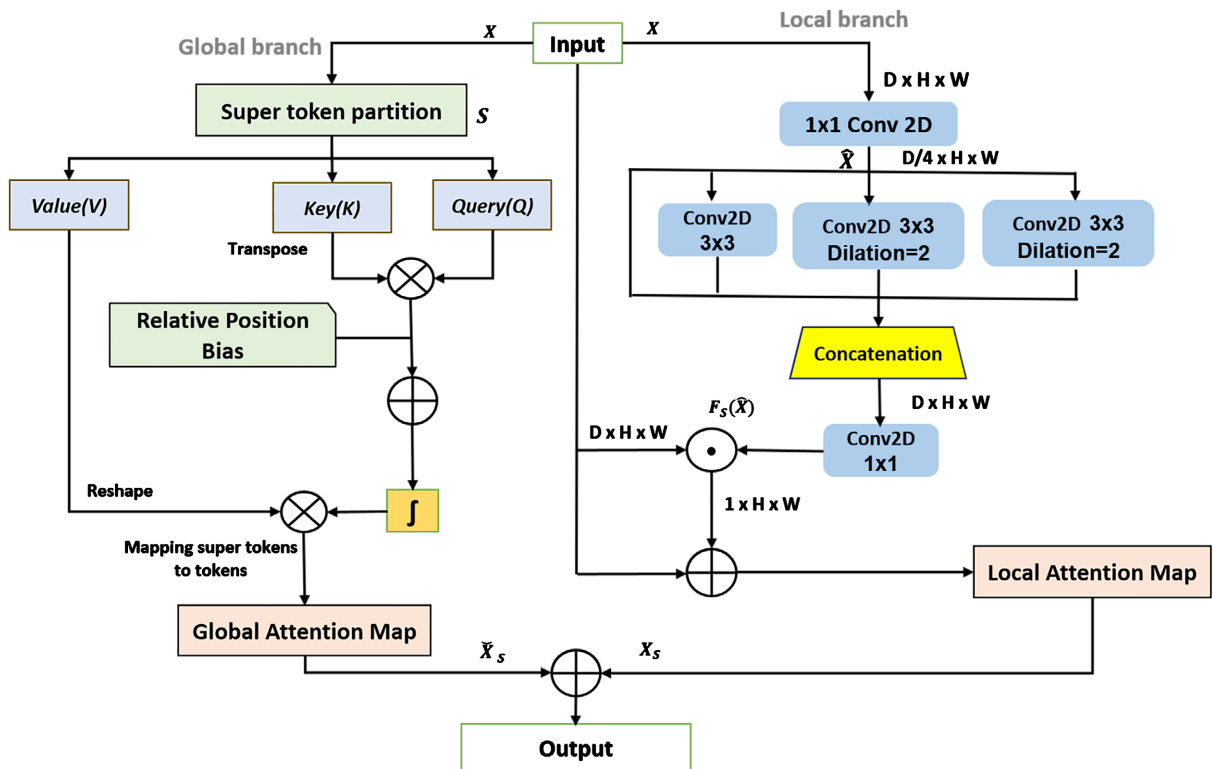 Global branch
X
Input
X
Local branch
D x H x W
Super token partition
S
1x1 Conv 2D
X̂
D/4 x H x W
Value(V)
Key(K)
Query(Q)
Conv2D
3x3
Conv2D 3x3
Dilation=2
Conv2D 3x3
Dilation=2
Transpose
Relative Position
Bias
Concatenation
D x H x W
F_S(X̂)
D x H x W
Conv2D
1x1
Reshape
∫
1 x H x W
Mapping super tokens
to tokens
Local Attention Map
Global Attention Map
X̌_S
X_S
Output